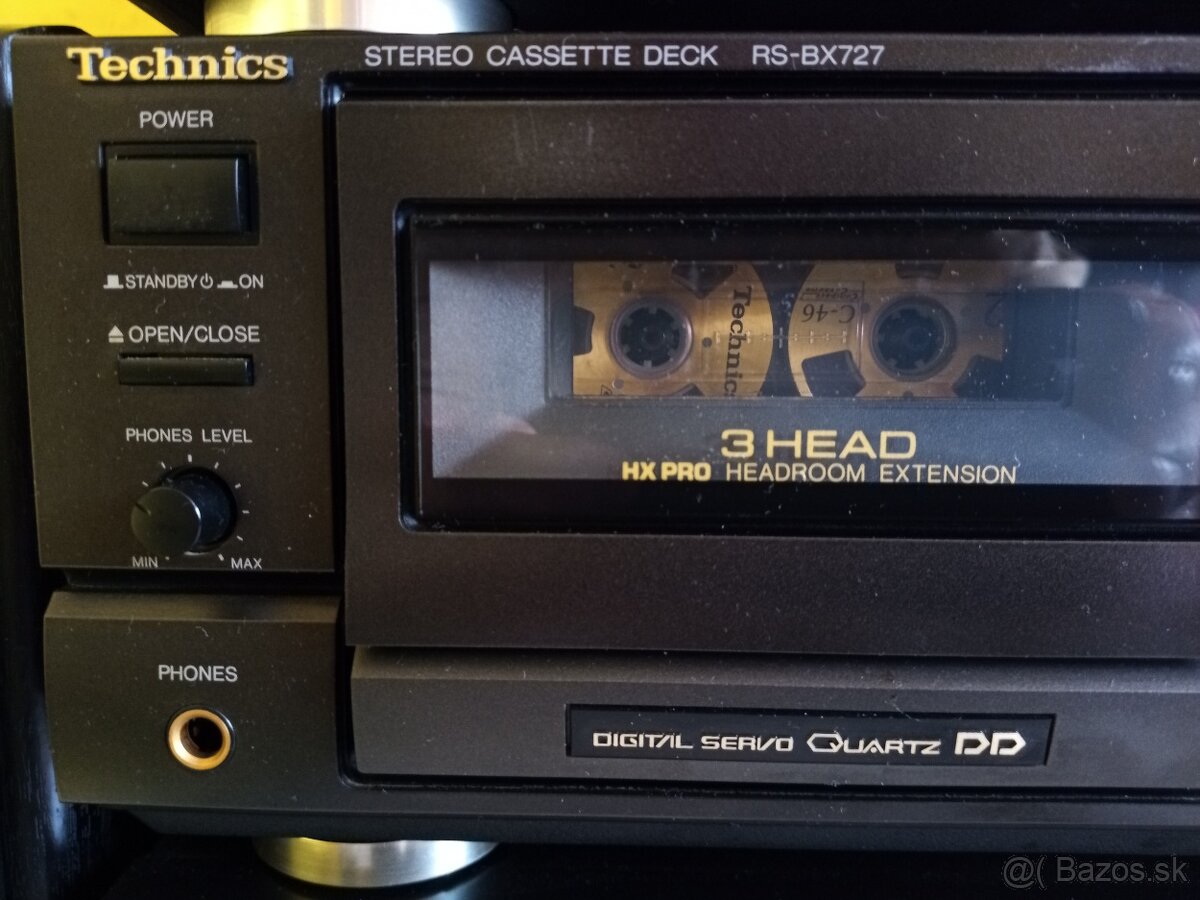 Technics
STEREO CASSETTE DECK RS-BX727
POWER
STANDBY ON
OPEN/CLOSE
PHONES LEVEL
MIN MAX
Technics
C-46
3 HEAD
HX PRO HEADROOM EXTENSION
PHONES
DIGITAL SERVO QUARTZ DD
@( Bazos.sk